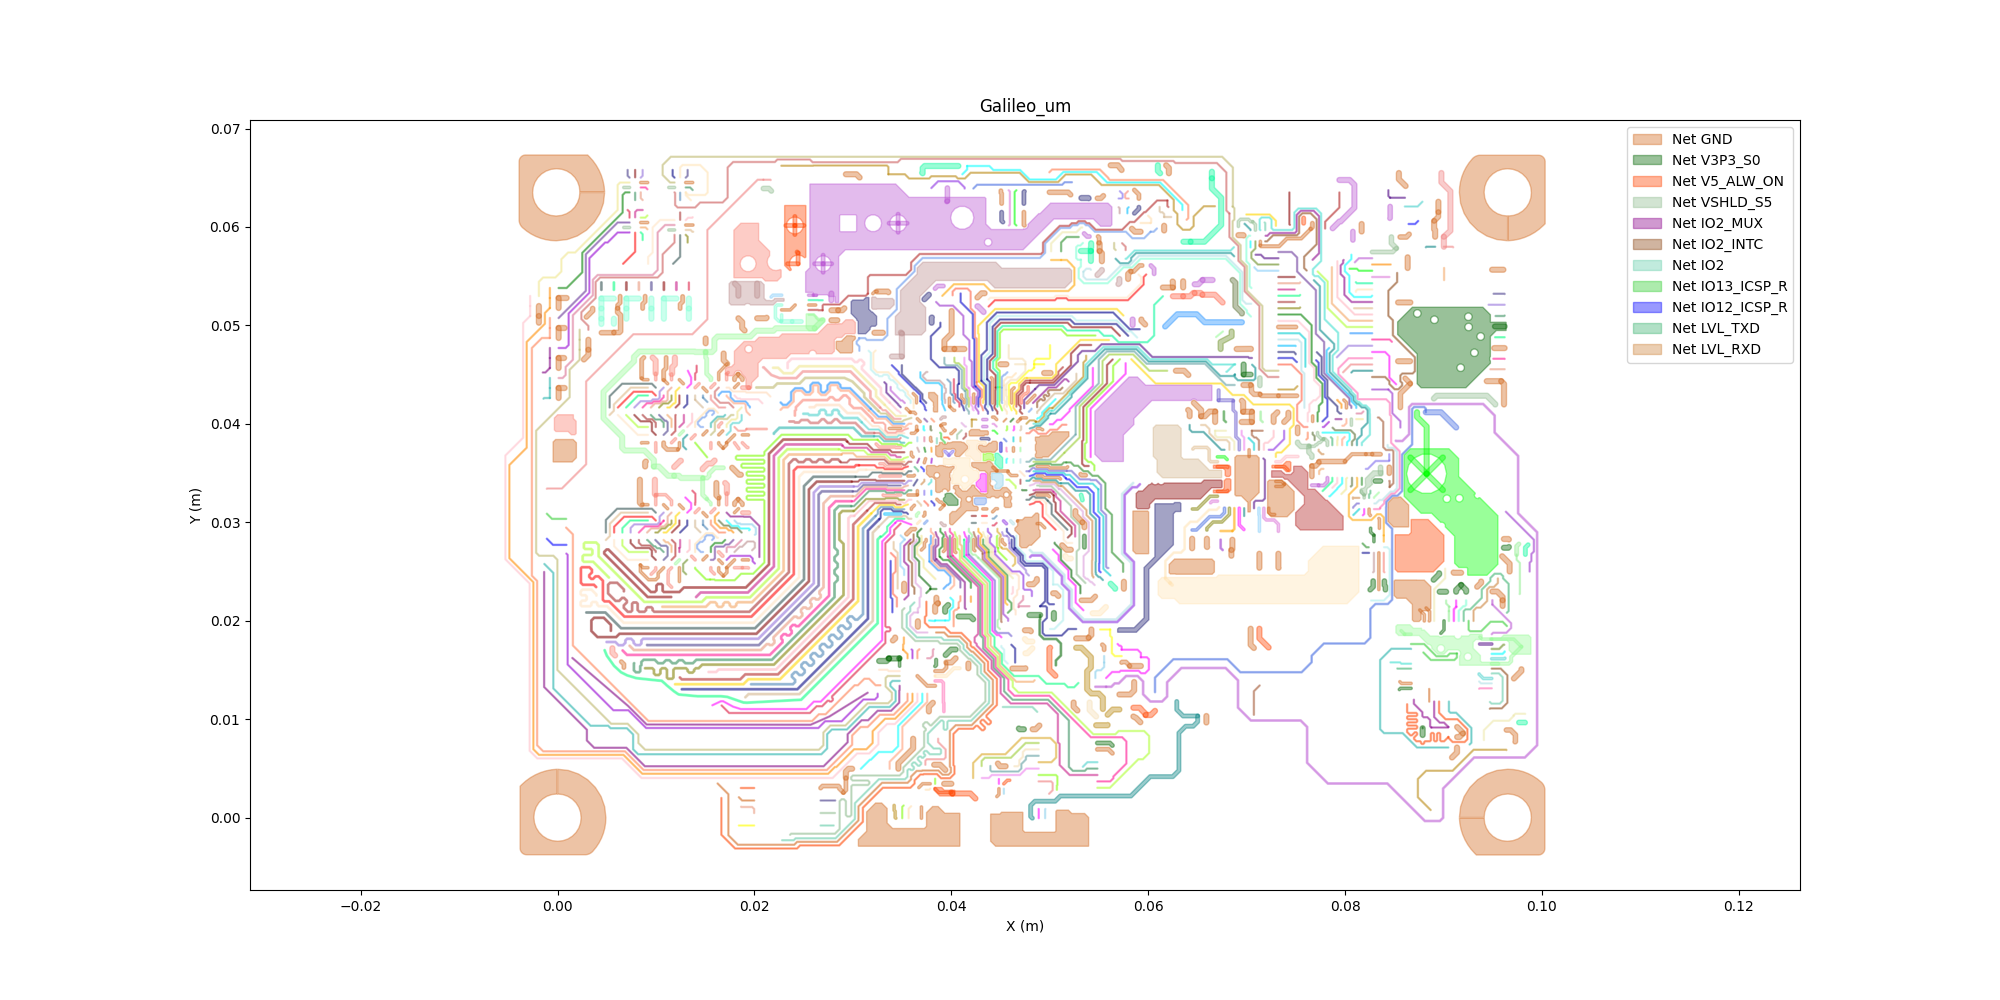 Galileo_um
0.07
0.06
0.05
0.04
0.03
0.02
0.01
0.00
Y (m)
−0.02
0.00
0.02
0.04
0.06
0.08
0.10
0.12
X (m)
Net GND
Net V3P3_S0
Net V5_ALW_ON
Net VSHLD_S5
Net IO2_MUX
Net IO2_INTC
Net IO2
Net IO13_ICSP_R
Net IO12_ICSP_R
Net LVL_TXD
Net LVL_RXD